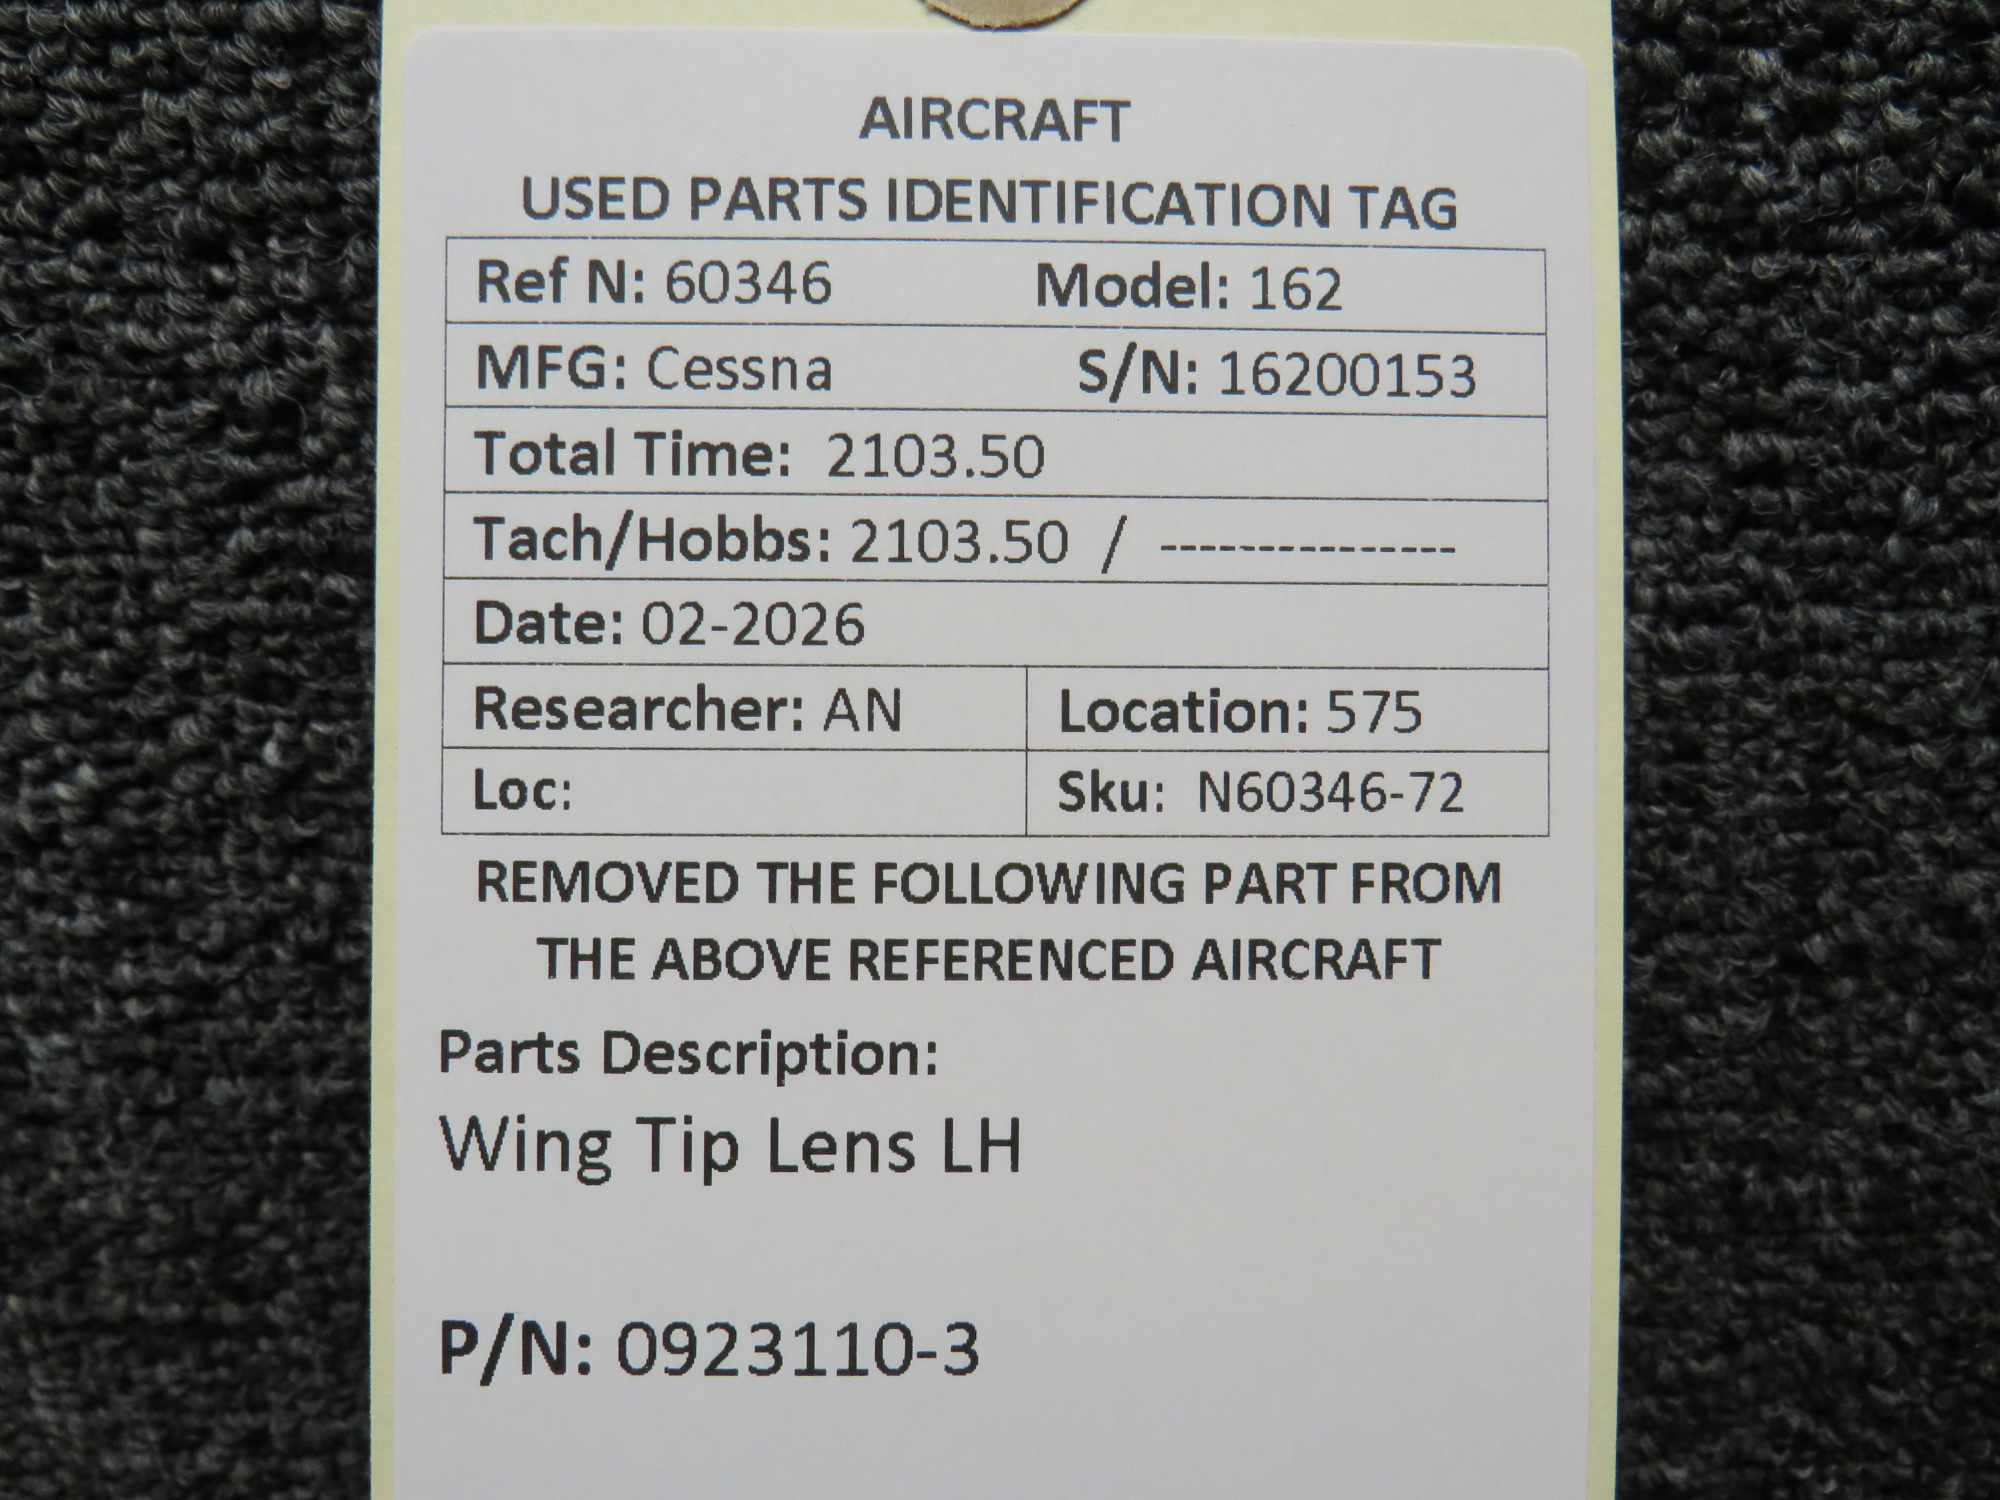 AIRCRAFT
USED PARTS IDENTIFICATION TAG
Ref N: 60346 Model: 162
MFG: Cessna S/N: 16200153
Total Time: 2103.50
Tach/Hobbs: 2103.50 / ---------------
Date: 02-2026
Researcher: AN Location: 575
Loc: Sku: N60346-72
REMOVED THE FOLLOWING PART FROM
THE ABOVE REFERENCED AIRCRAFT
Parts Description:
Wing Tip Lens LH
P/N: 0923110-3